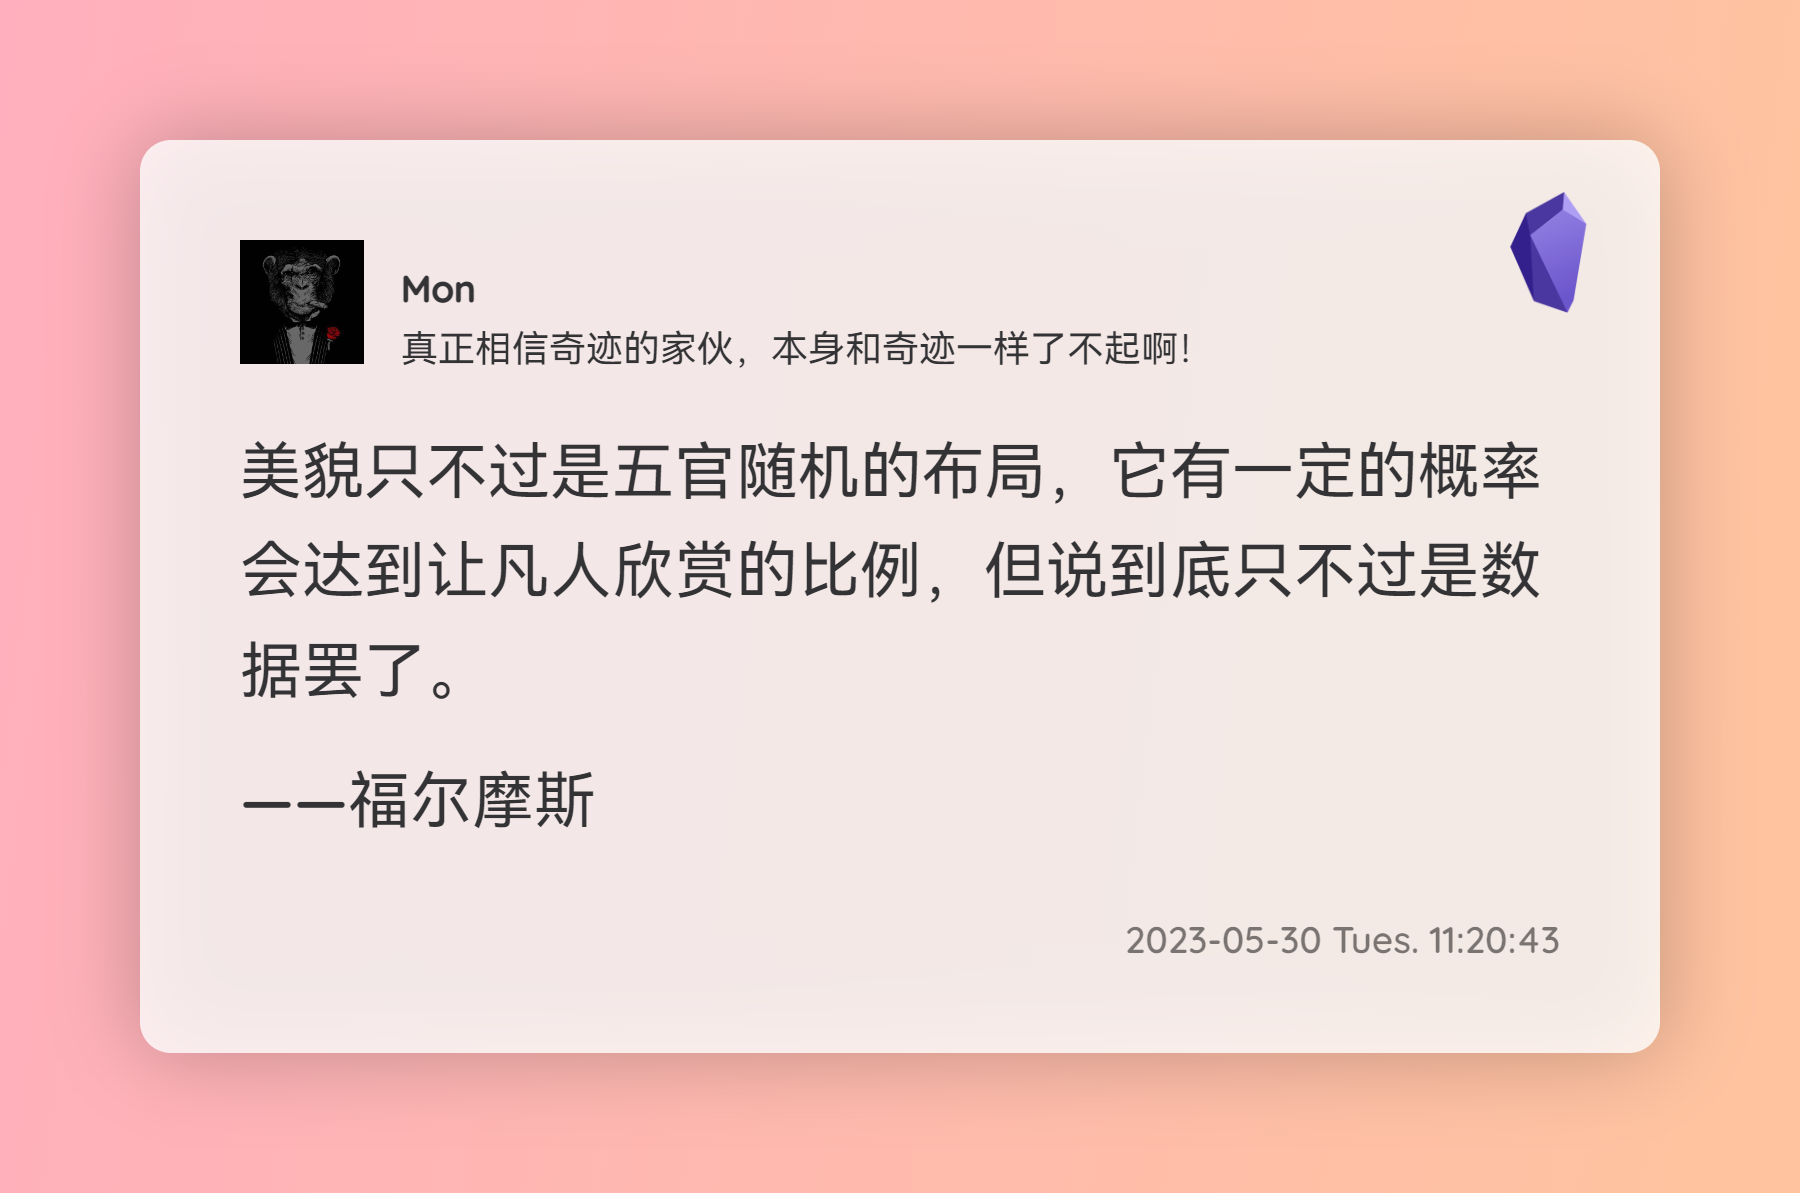 Mon
真正相信奇迹的家伙，本身和奇迹一样了不起啊！
美貌只不过是五官随机的布局，它有一定的概率
会达到让凡人欣赏的比例，但说到底只不过是数
据罢了。
——福尔摩斯
2023-05-30 Tues. 11:20:43